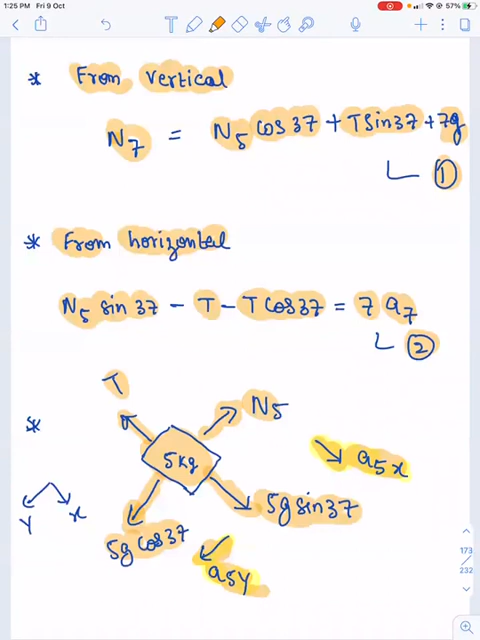 1:25 PM Fri 9 Oct
57%
* From vertical
N7 = N5 cos 37 + T sin 37 + 7g
1
* From horizontal
N5 sin 37 - T - T cos 37 = 7 a7
2
*
T
N5
5kg
a5x
5g sin 37
Y x
5g cos 37
a5y
173
232